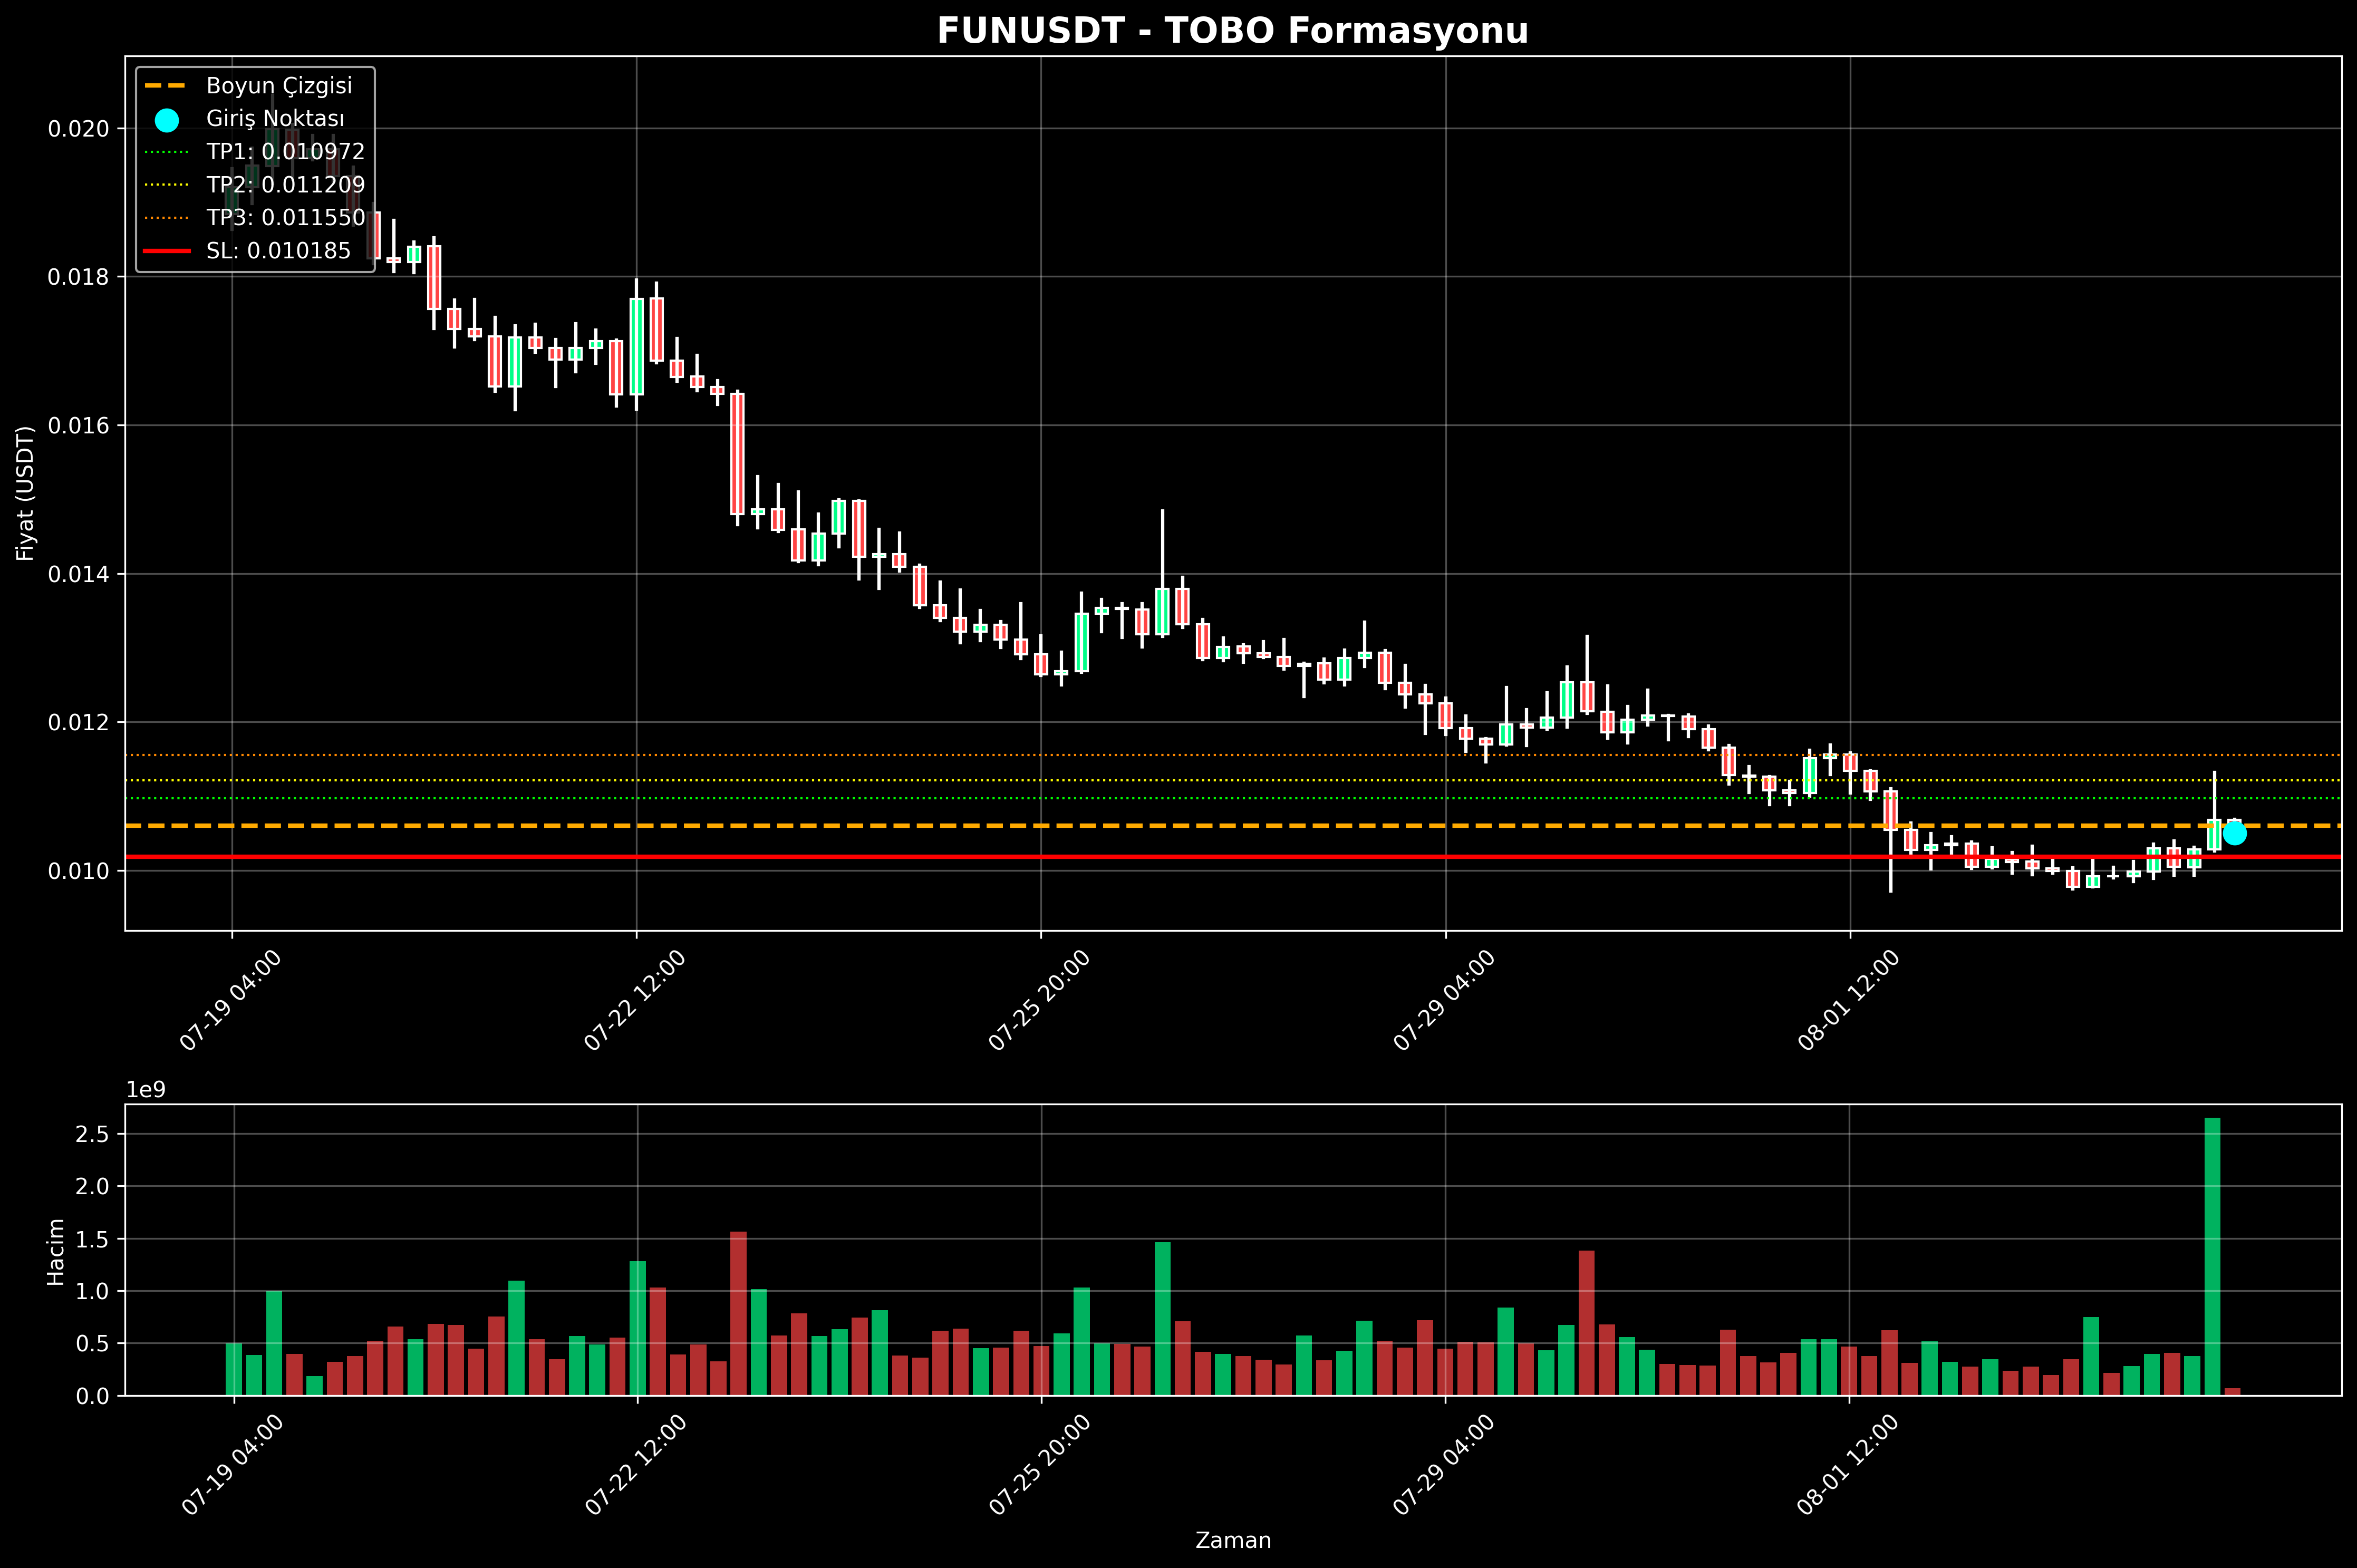 FUNUSDT - TOBO Formasyonu
Boyun Çizgisi
Giriş Noktası
TP1: 0.010972
TP2: 0.011209
TP3: 0.011550
SL: 0.010185
Fiyat (USDT)
0.020
0.018
0.016
0.014
0.012
0.010
07-19 04:00
07-22 12:00
07-25 20:00
07-29 04:00
08-01 12:00
1e9
Hacim
2.5
2.0
1.5
1.0
0.5
0.0
07-19 04:00
07-22 12:00
07-25 20:00
07-29 04:00
08-01 12:00
Zaman